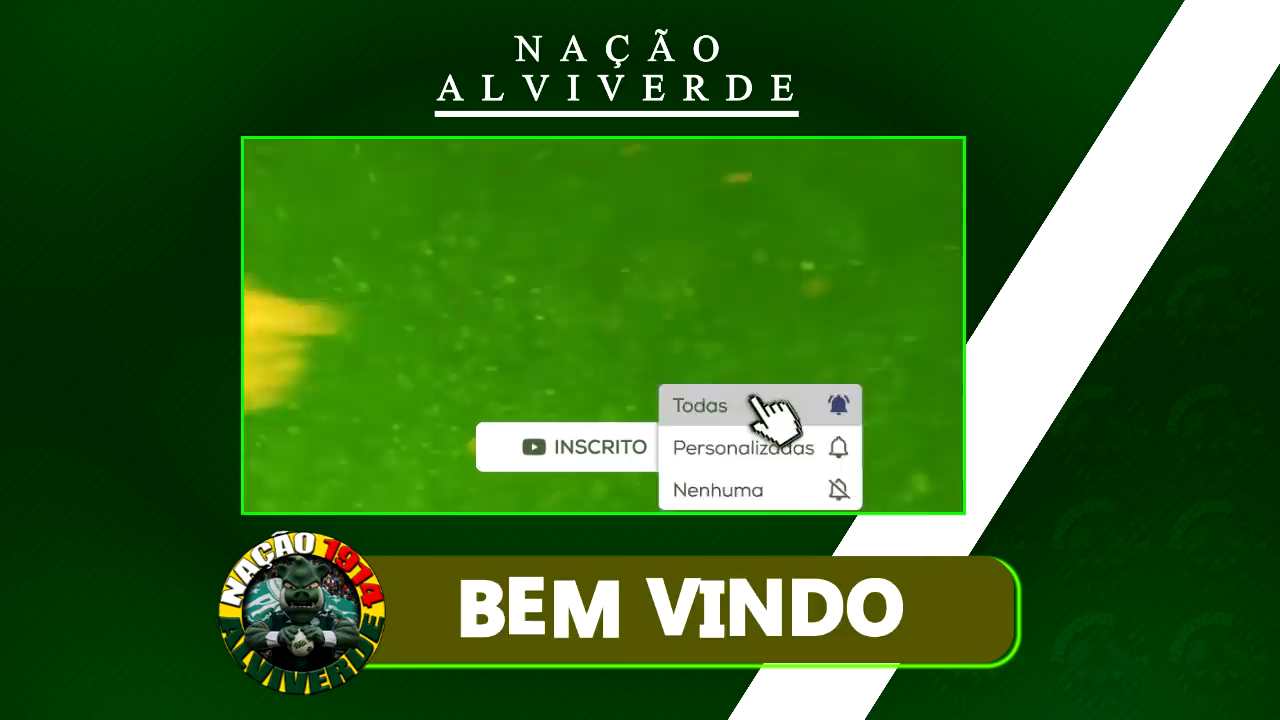 NAÇÃO
ALVIVERDE
Todas
INSCRITO
Personalizadas
Nenhuma
NAÇÃO 1914
ALVIVERDE
BEM VINDO